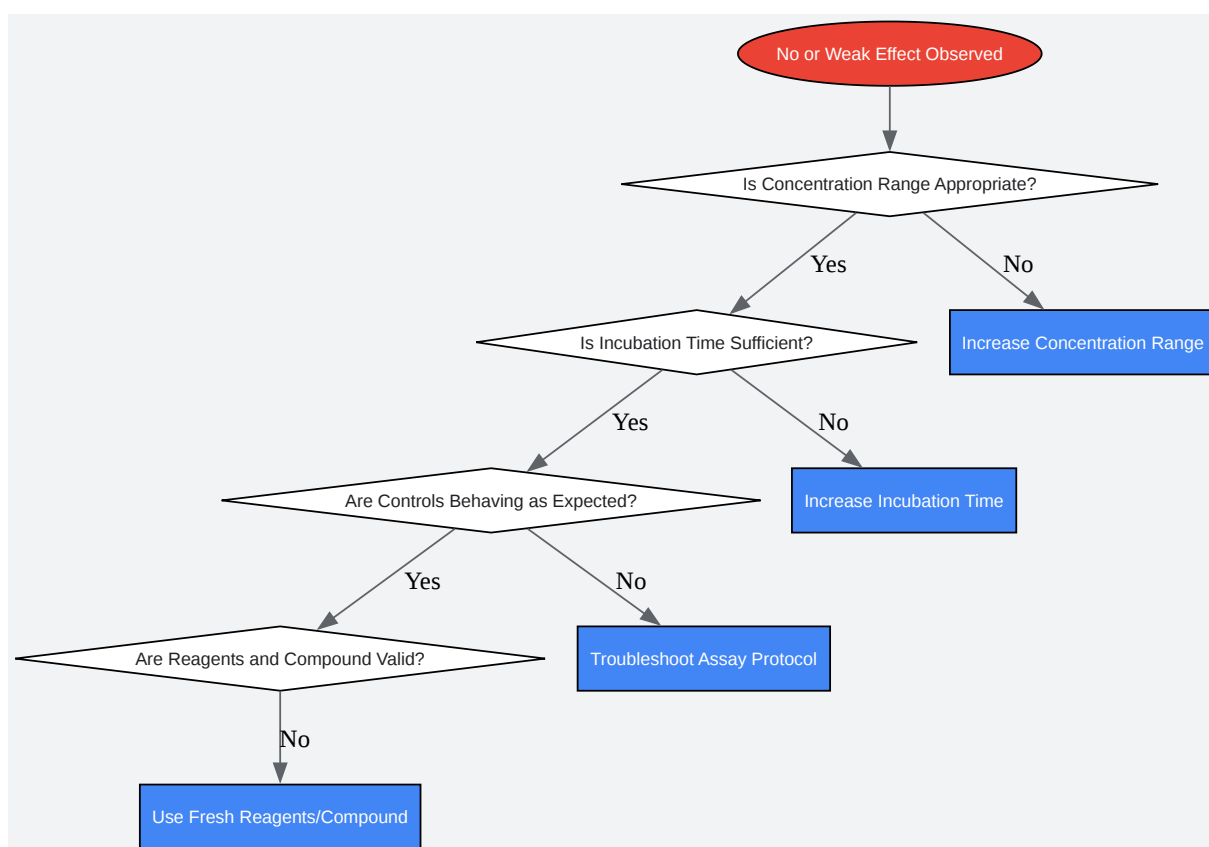 No or Weak Effect Observed
Is Concentration Range Appropriate?
Yes
No
Is Incubation Time Sufficient?
Increase Concentration Range
Yes
No
Are Controls Behaving as Expected?
Increase Incubation Time
Yes
No
Are Reagents and Compound Valid?
Troubleshoot Assay Protocol
No
Use Fresh Reagents/Compound